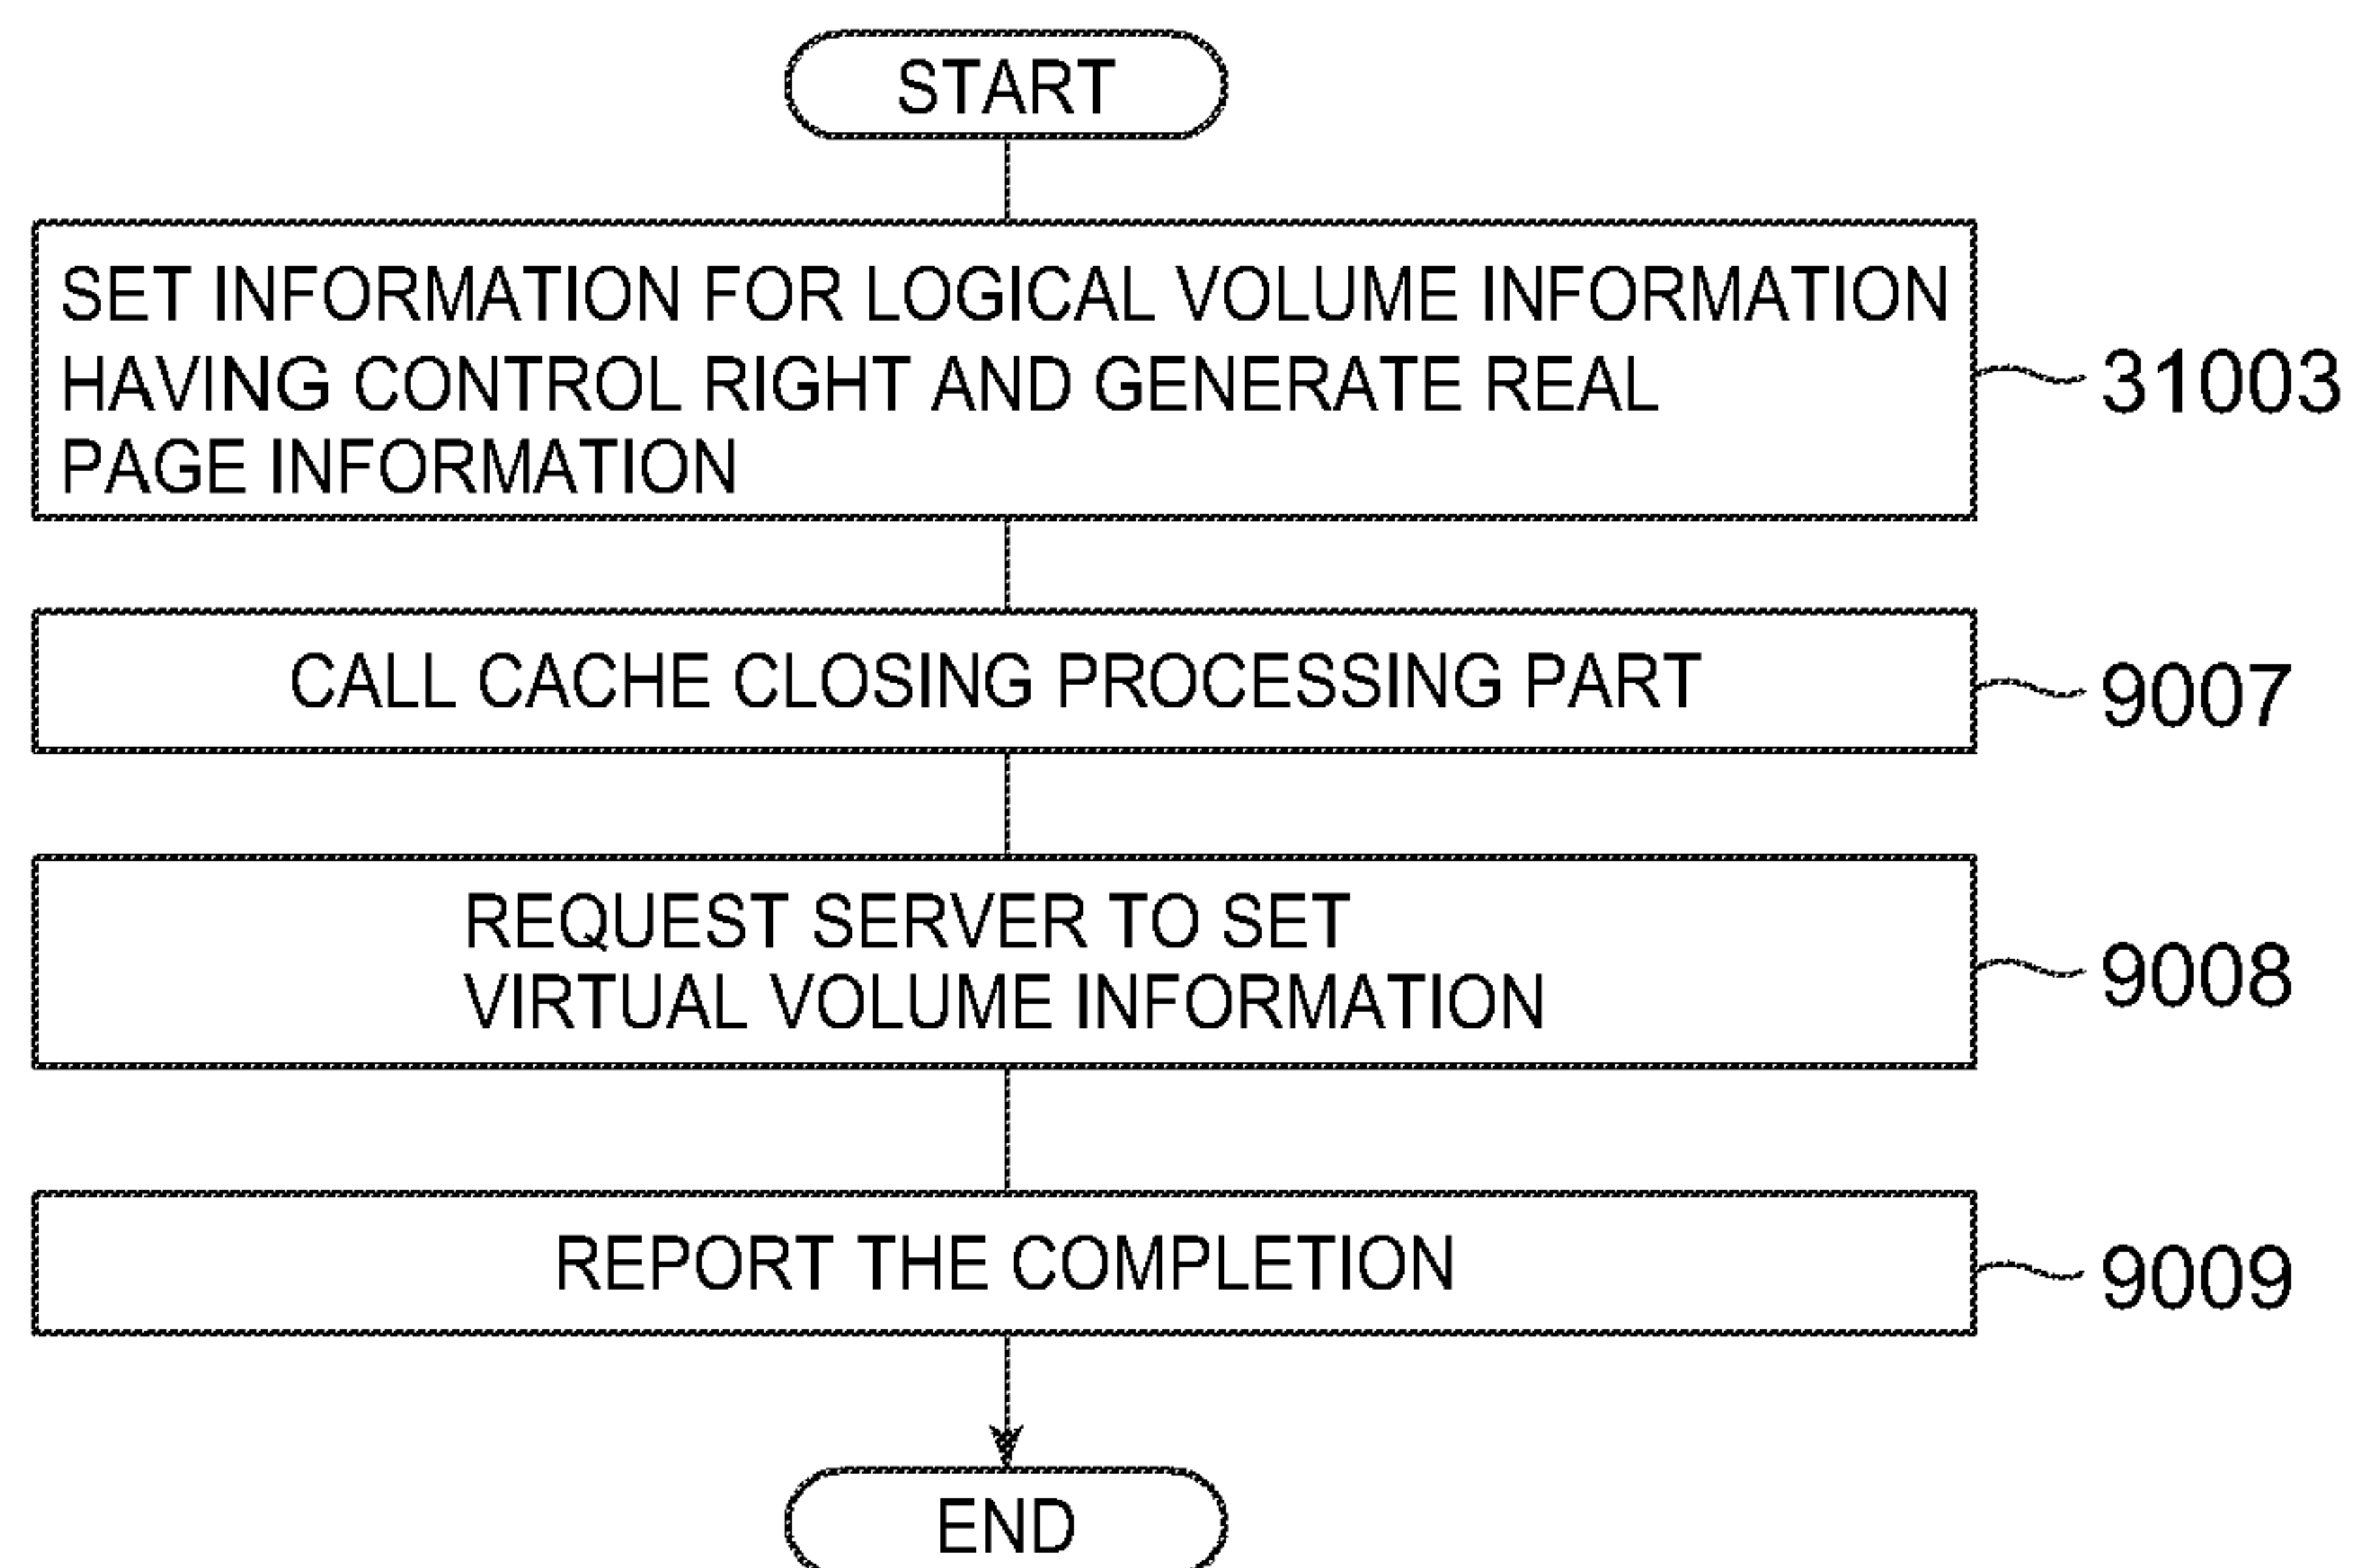 START
SET INFORMATION FOR LOGICAL VOLUME INFORMATION
HAVING CONTROL RIGHT AND GENERATE REAL
PAGE INFORMATION
31003
CALL CACHE CLOSING PROCESSING PART
9007
REQUEST SERVER TO SET
VIRTUAL VOLUME INFORMATION
9008
REPORT THE COMPLETION
9009
END